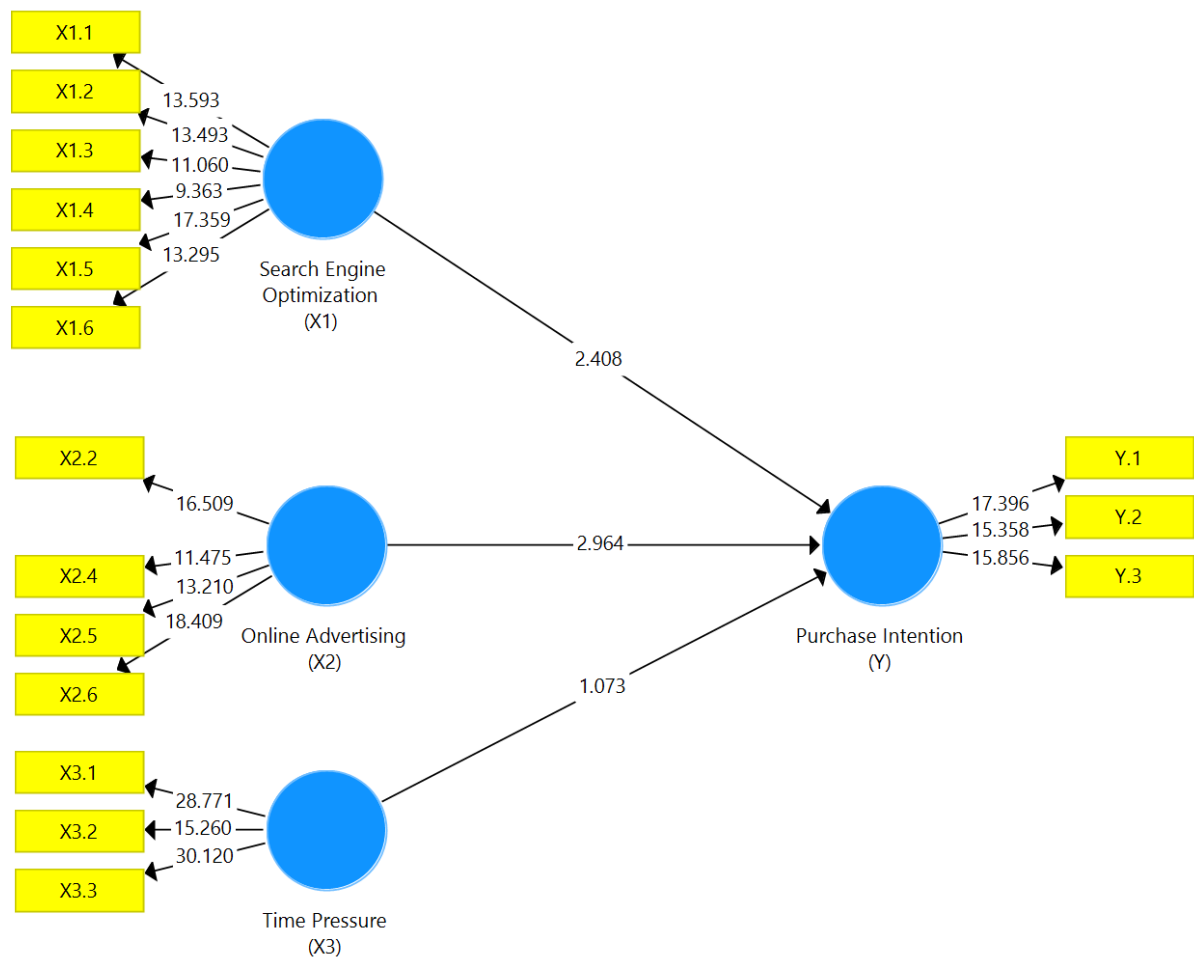 X1.1
X1.2
X1.3
X1.4
X1.5
X1.6
13.593
13.493
11.060
9.363
17.359
13.295
Search Engine
Optimization
(X1)
2.408
X2.2
X2.4
X2.5
X2.6
16.509
11.475
13.210
18.409
Online Advertising
(X2)
2.964
X3.1
X3.2
X3.3
28.771
15.260
30.120
Time Pressure
(X3)
1.073
Purchase Intention
(Y)
17.396
15.358
15.856
Y.1
Y.2
Y.3